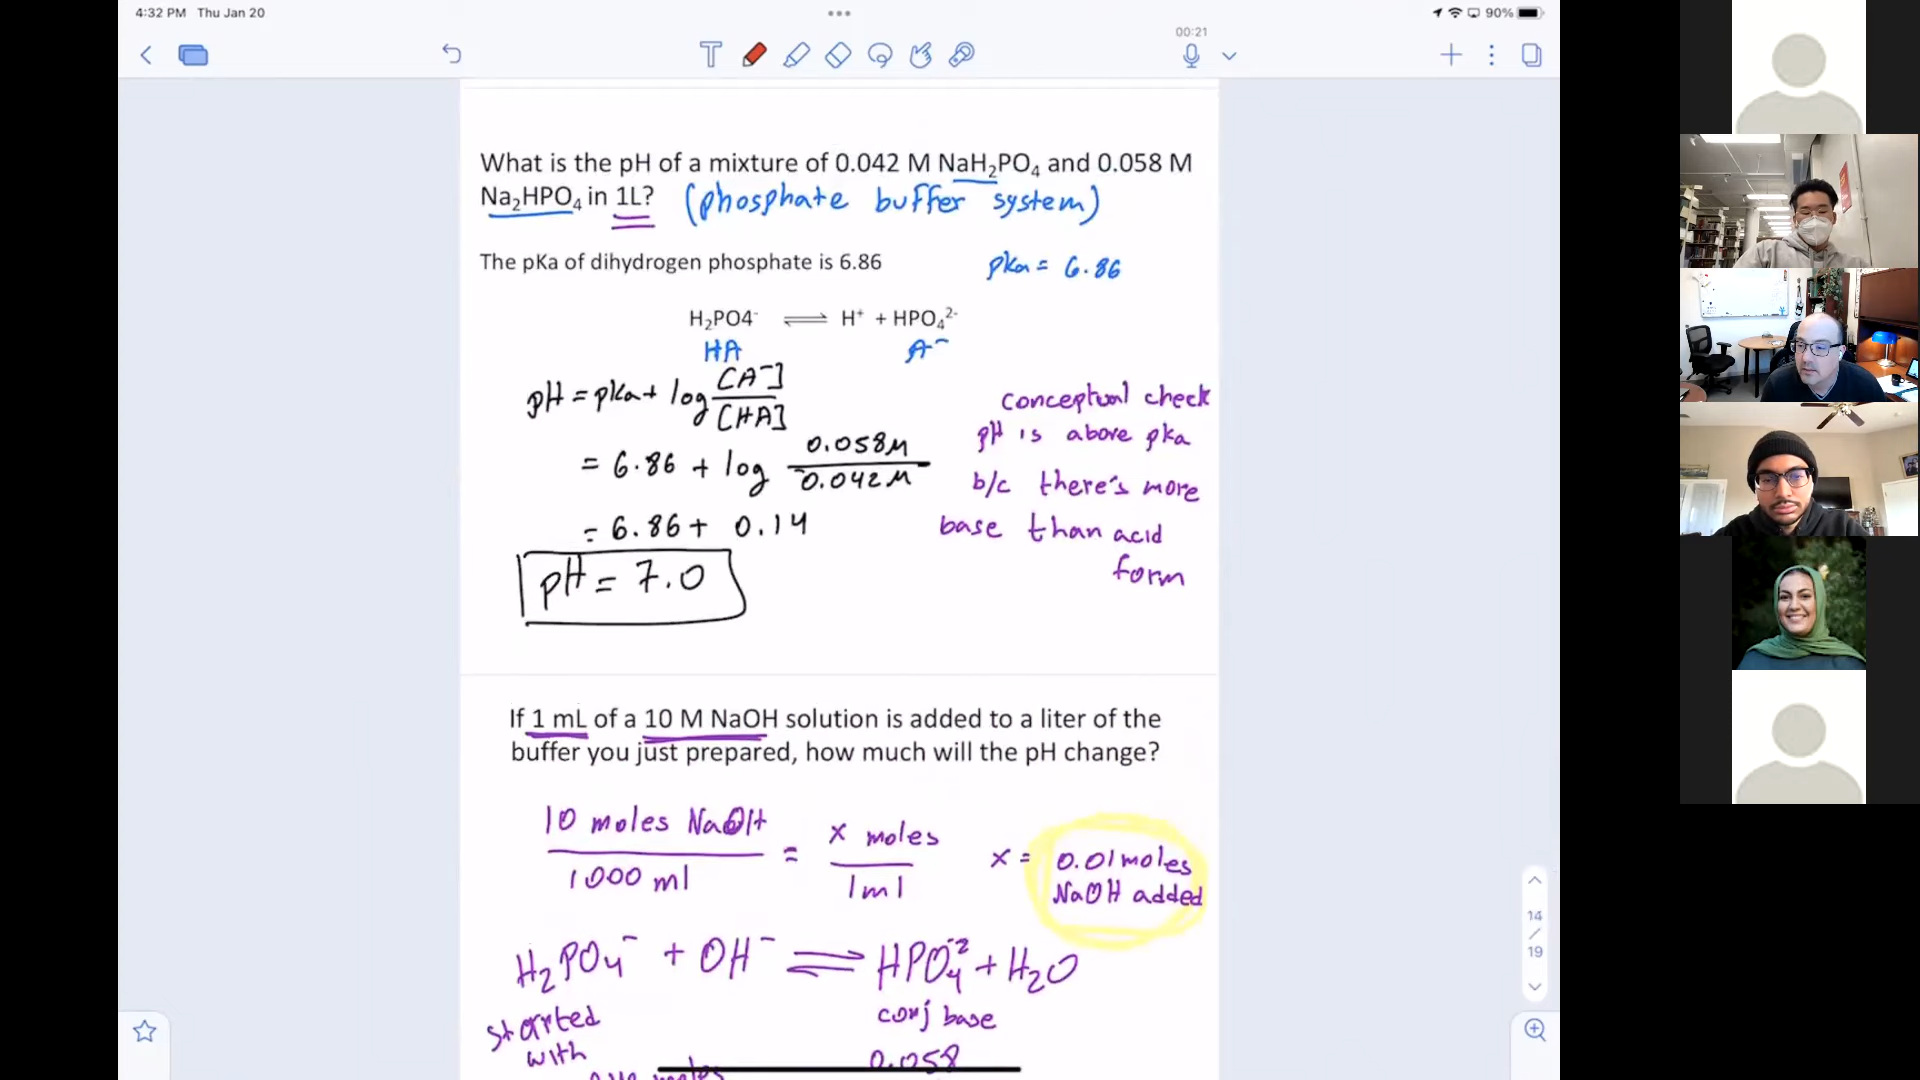 4:32 PM Thu Jan 20
90%
00:21
What is the pH of a mixture of 0.042 M NaH₂PO₄ and 0.058 M
Na₂HPO₄ in 1L? (phosphate buffer system)
The pKa of dihydrogen phosphate is 6.86
pka = 6.86
H₂PO4⁻ ⇌ H⁺ + HPO₄²⁻
HA A⁻
pH = pka + log [A⁻]/[HA]
= 6.86 + log 0.058M/0.042M
= 6.86 + 0.14
pH = 7.0
conceptual check
pH is above pka
b/c there's more
base than acid
form
If 1 mL of a 10 M NaOH solution is added to a liter of the
buffer you just prepared, how much will the pH change?
10 moles NaOH / 1000 ml = x moles / 1ml
x = 0.01 moles
NaOH added
H₂PO₄⁻ + OH⁻ ⇌ HPO₄⁻² + H₂O
started
with
conj base
0.058
14
/
19